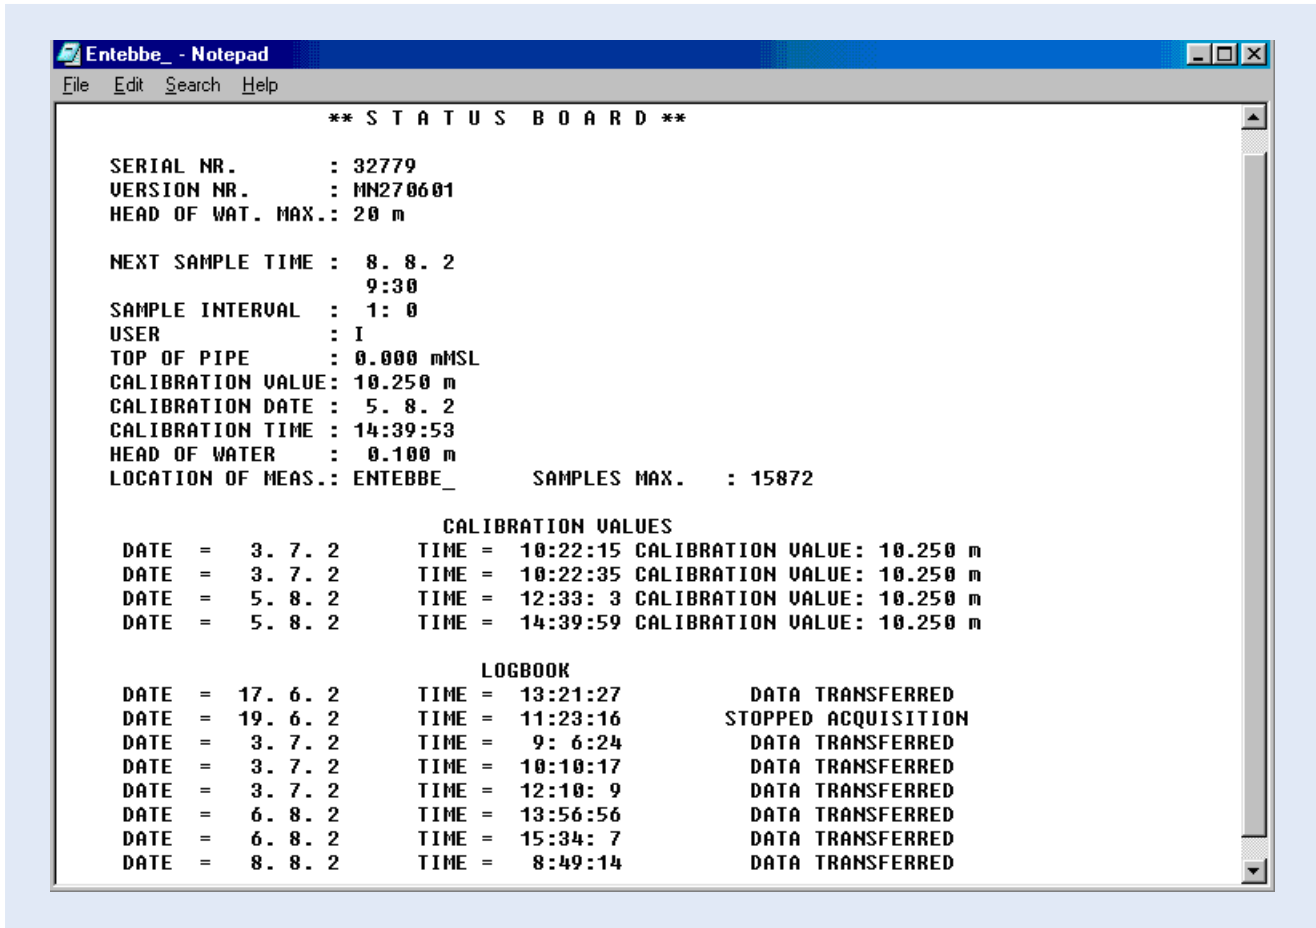 Entebbe_ - Notepad
File Edit Search Help
** S T A T U S  B O A R D **
SERIAL NR. : 32779
VERSION NR. : MN270601
HEAD OF WAT. MAX.: 20 m
NEXT SAMPLE TIME : 8. 8. 2
9:30
SAMPLE INTERVAL : 1: 0
USER : I
TOP OF PIPE : 0.000 mMSL
CALIBRATION VALUE: 10.250 m
CALIBRATION DATE : 5. 8. 2
CALIBRATION TIME : 14:39:53
HEAD OF WATER : 0.100 m
LOCATION OF MEAS.: ENTEBBE_ SAMPLES MAX. : 15872
CALIBRATION VALUES
DATE = 3. 7. 2 TIME = 10:22:15 CALIBRATION VALUE: 10.250 m
DATE = 3. 7. 2 TIME = 10:22:35 CALIBRATION VALUE: 10.250 m
DATE = 5. 8. 2 TIME = 12:33: 3 CALIBRATION VALUE: 10.250 m
DATE = 5. 8. 2 TIME = 14:39:59 CALIBRATION VALUE: 10.250 m
LOGBOOK
DATE = 17. 6. 2 TIME = 13:21:27 DATA TRANSFERRED
DATE = 19. 6. 2 TIME = 11:23:16 STOPPED ACQUISITION
DATE = 3. 7. 2 TIME = 9: 6:24 DATA TRANSFERRED
DATE = 3. 7. 2 TIME = 10:10:17 DATA TRANSFERRED
DATE = 3. 7. 2 TIME = 12:10: 9 DATA TRANSFERRED
DATE = 6. 8. 2 TIME = 13:56:56 DATA TRANSFERRED
DATE = 6. 8. 2 TIME = 15:34: 7 DATA TRANSFERRED
DATE = 8. 8. 2 TIME = 8:49:14 DATA TRANSFERRED